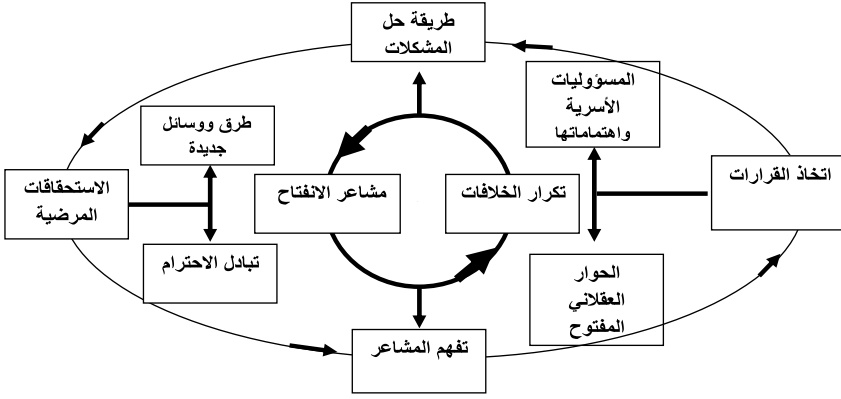 طريقة حل
المشكلات
المسؤوليات
الأسرية
واهتماماتها
طرق ووسائل
جديدة
اتخاذ القرارات
تكرار الخلافات
مشاعر الانفتاح
الاستحقاقات
المرضية
الحوار
العقلاني
المفتوح
تبادل الاحترام
تفهم المشاعر